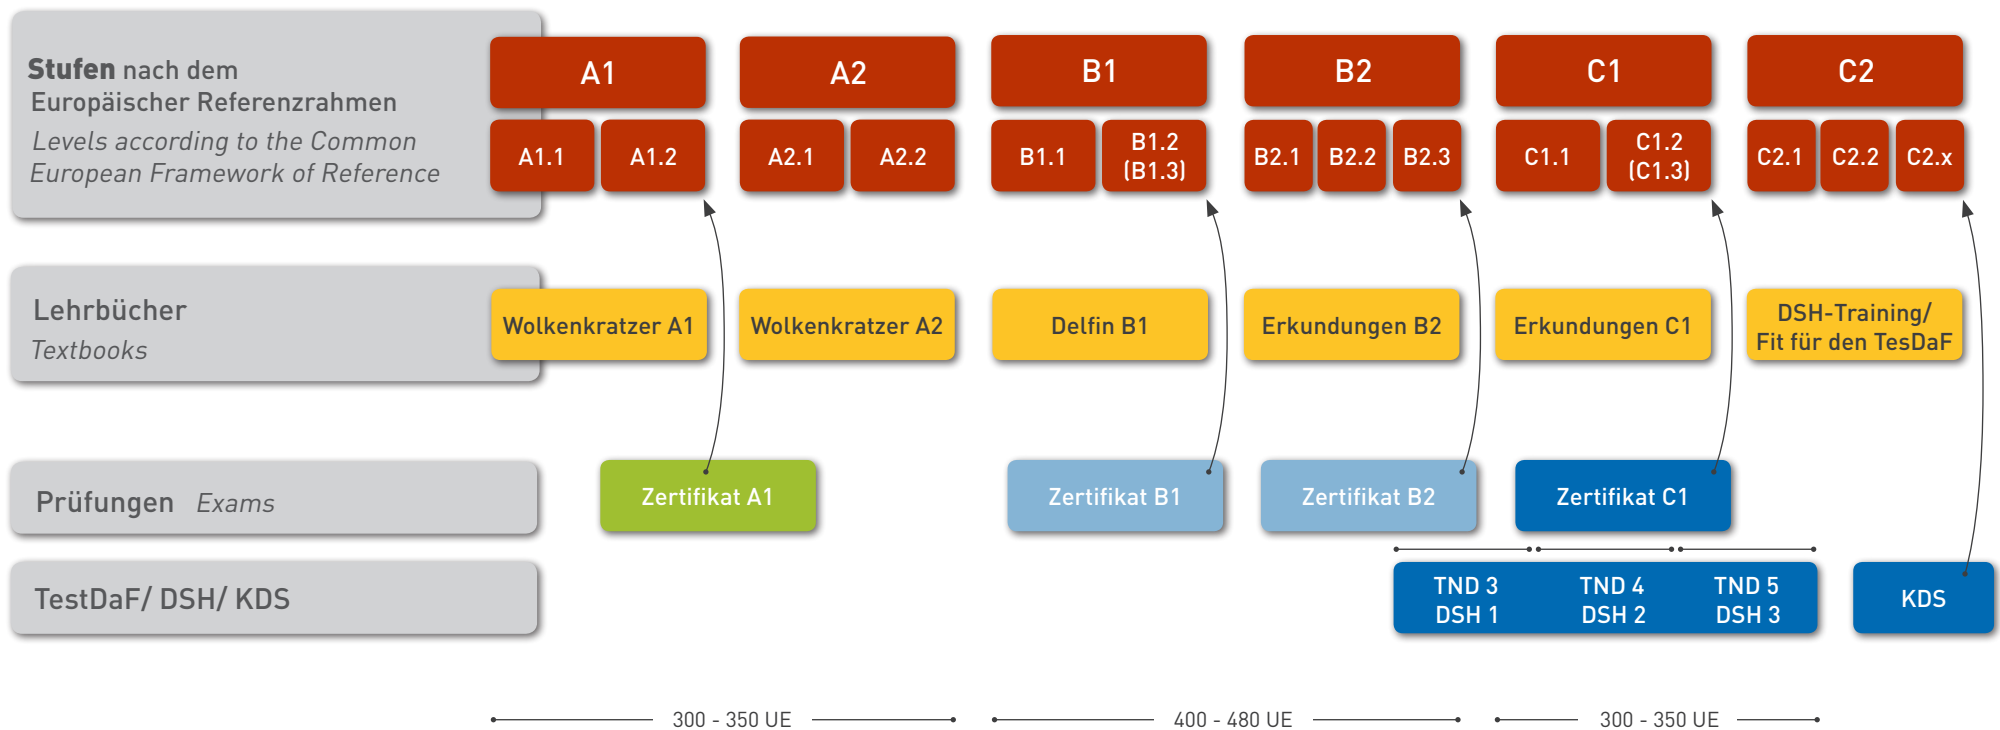 Stufen nach dem
Europäischer Referenzrahmen
Levels according to the Common
European Framework of Reference
A1
A2
B1
B2
C1
C2
A1.1
A1.2
A2.1
A2.2
B1.1
B1.2
(B1.3)
B2.1
B2.2
B2.3
C1.1
C1.2
(C1.3)
C2.1
C2.2
C2.x
Lehrbücher
Textbooks
Wolkenkratzer A1
Wolkenkratzer A2
Delfin B1
Erkundungen B2
Erkundungen C1
DSH-Training/
Fit für den TesDaF
Prüfungen Exams
Zertifikat A1
Zertifikat B1
Zertifikat B2
Zertifikat C1
TestDaF/ DSH/ KDS
TND 3
DSH 1
TND 4
DSH 2
TND 5
DSH 3
KDS
300 - 350 UE
400 - 480 UE
300 - 350 UE